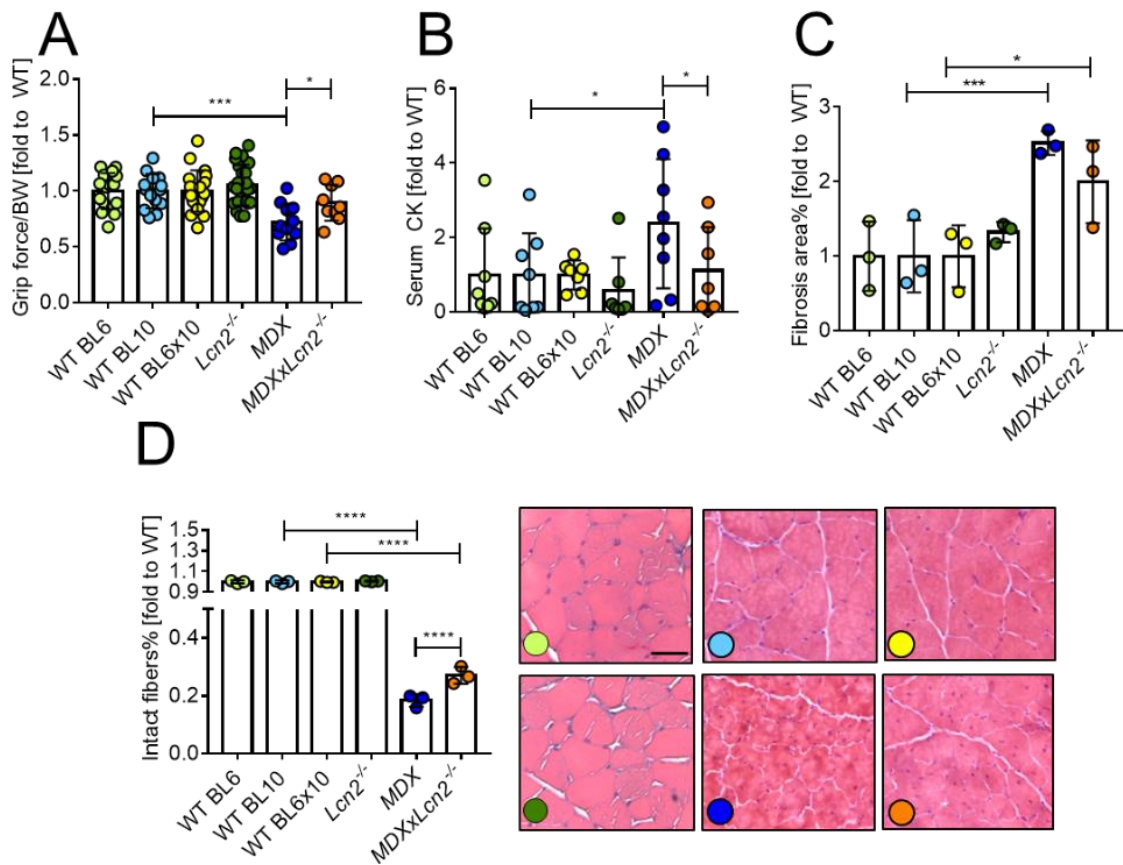 A
Grip force/BW [fold to WT]
2.0
1.5
1.0
0.5
0.0
***
*
WT BL6
WT BL10
WT BL6x10
Lcn2-/-
MDX
MDXxLcn2-/-
B
Serum CK [fold to WT]
6
4
2
0
*
*
WT BL6
WT BL10
WT BL6x10
Lcn2-/-
MDX
MDXxLcn2-/-
C
Fibrosis area% [fold to WT]
3
2
1
0
*
***
WT BL6
WT BL10
WT BL6x10
Lcn2-/-
MDX
MDXxLcn2-/-
D
Intact fibers% [fold to WT]
1.5
1.3
1.1
0.9
0.4
0.2
0.0
****
****
****
WT BL6
WT BL10
WT BL6x10
Lcn2-/-
MDX
MDXxLcn2-/-